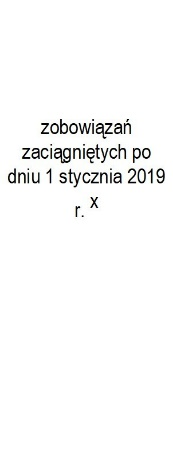 zobowiązań
zaciągniętych po
dniu 1 stycznia 2019
r. x